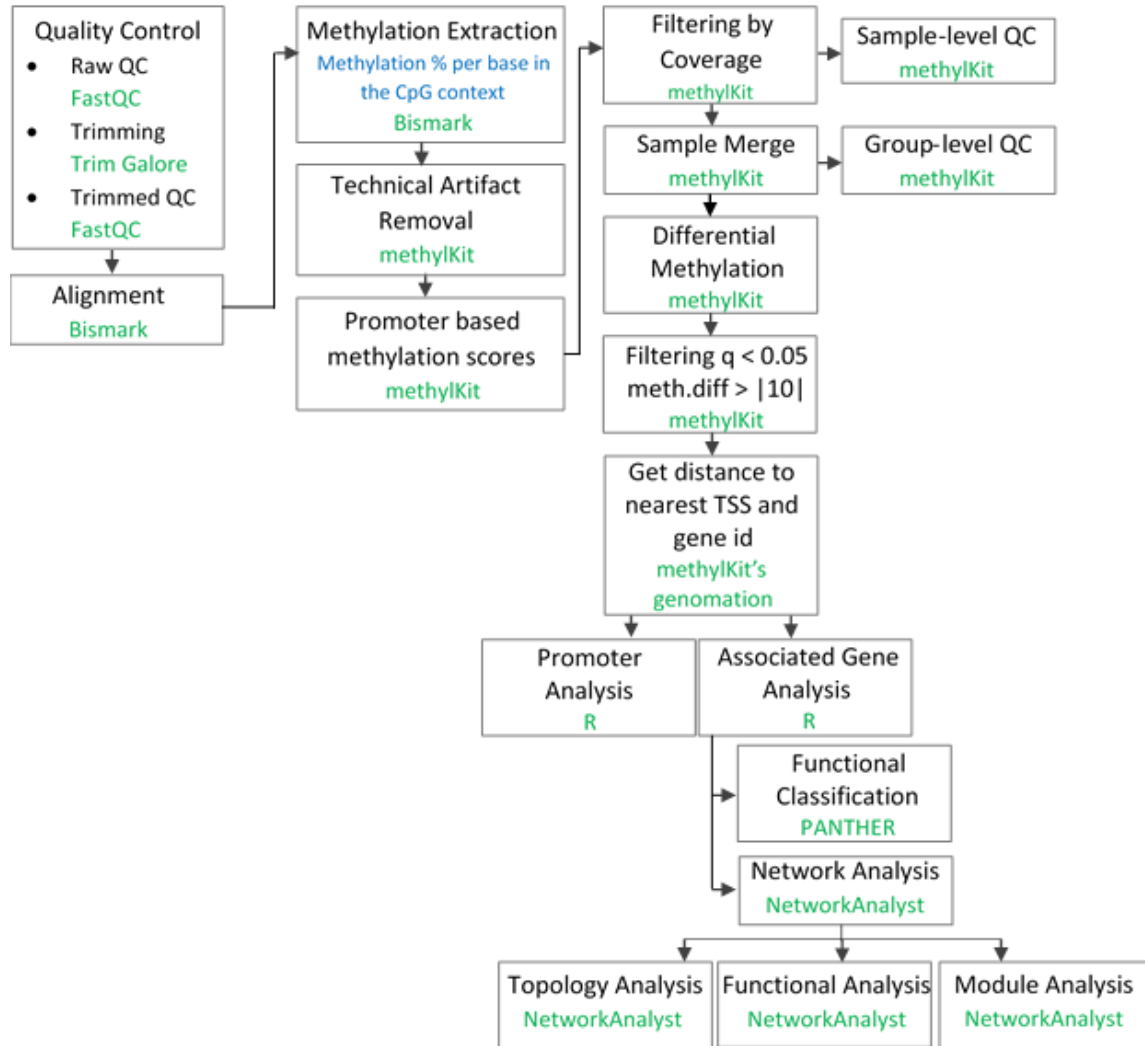 Quality Control
• Raw QC
FastQC
• Trimming
Trim Galore
• Trimmed QC
FastQC
Alignment
Bismark
Methylation Extraction
Methylation % per base in
the CpG context
Bismark
Technical Artifact
Removal
methylKit
Promoter based
methylation scores
methylKit
Filtering by
Coverage
methylKit
Sample-level QC
methylKit
Sample Merge
methylKit
Group-level QC
methylKit
Differential
Methylation
methylKit
Filtering q < 0.05
meth.diff > |10|
methylKit
Get distance to
nearest TSS and
gene id
methylKit's
genomation
Promoter
Analysis
R
Associated Gene
Analysis
R
Functional
Classification
PANTHER
Network Analysis
NetworkAnalyst
Topology Analysis
NetworkAnalyst
Functional Analysis
NetworkAnalyst
Module Analysis
NetworkAnalyst